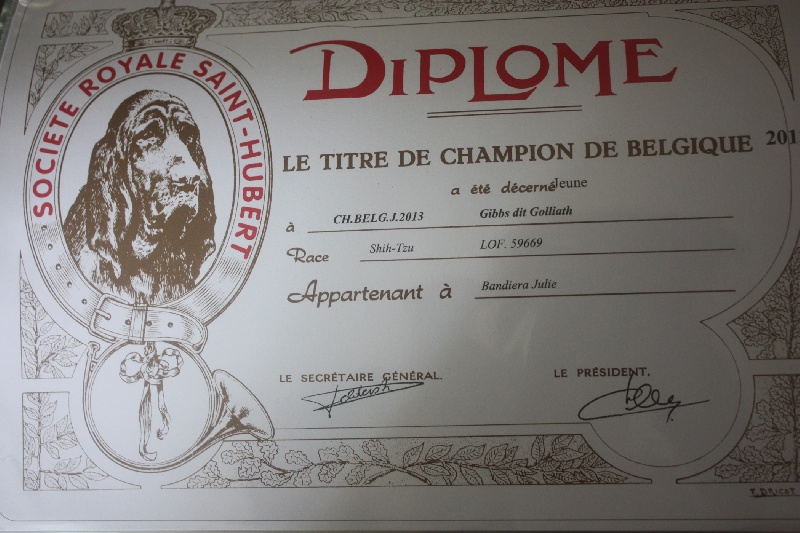 SOCIETE ROYALE SAINT-HUBERT
DIPLOME
LE TITRE DE CHAMPION DE BELGIQUE
a été décerné Jeune
à CH.BELG.J.2013 Gibbs dit Golliath
Race Shih-Tzu LOF. 59669
Appartenant à Bandiera Julie
LE SECRÉTAIRE GÉNÉRAL. LE PRÉSIDENT.